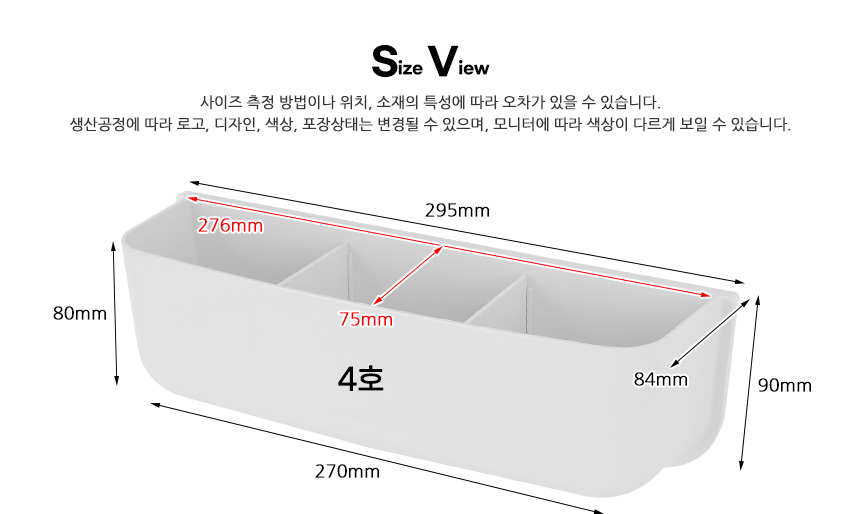 Size View
사이즈 측정 방법이나 위치, 소재의 특성에 따라 오차가 있을 수 있습니다.
생산공정에 따라 로고, 디자인, 색상, 포장상태는 변경될 수 있으며, 모니터에 따라 색상이 다르게 보일 수 있습니다.
295mm
276mm
80mm
75mm
4호
84mm
90mm
270mm